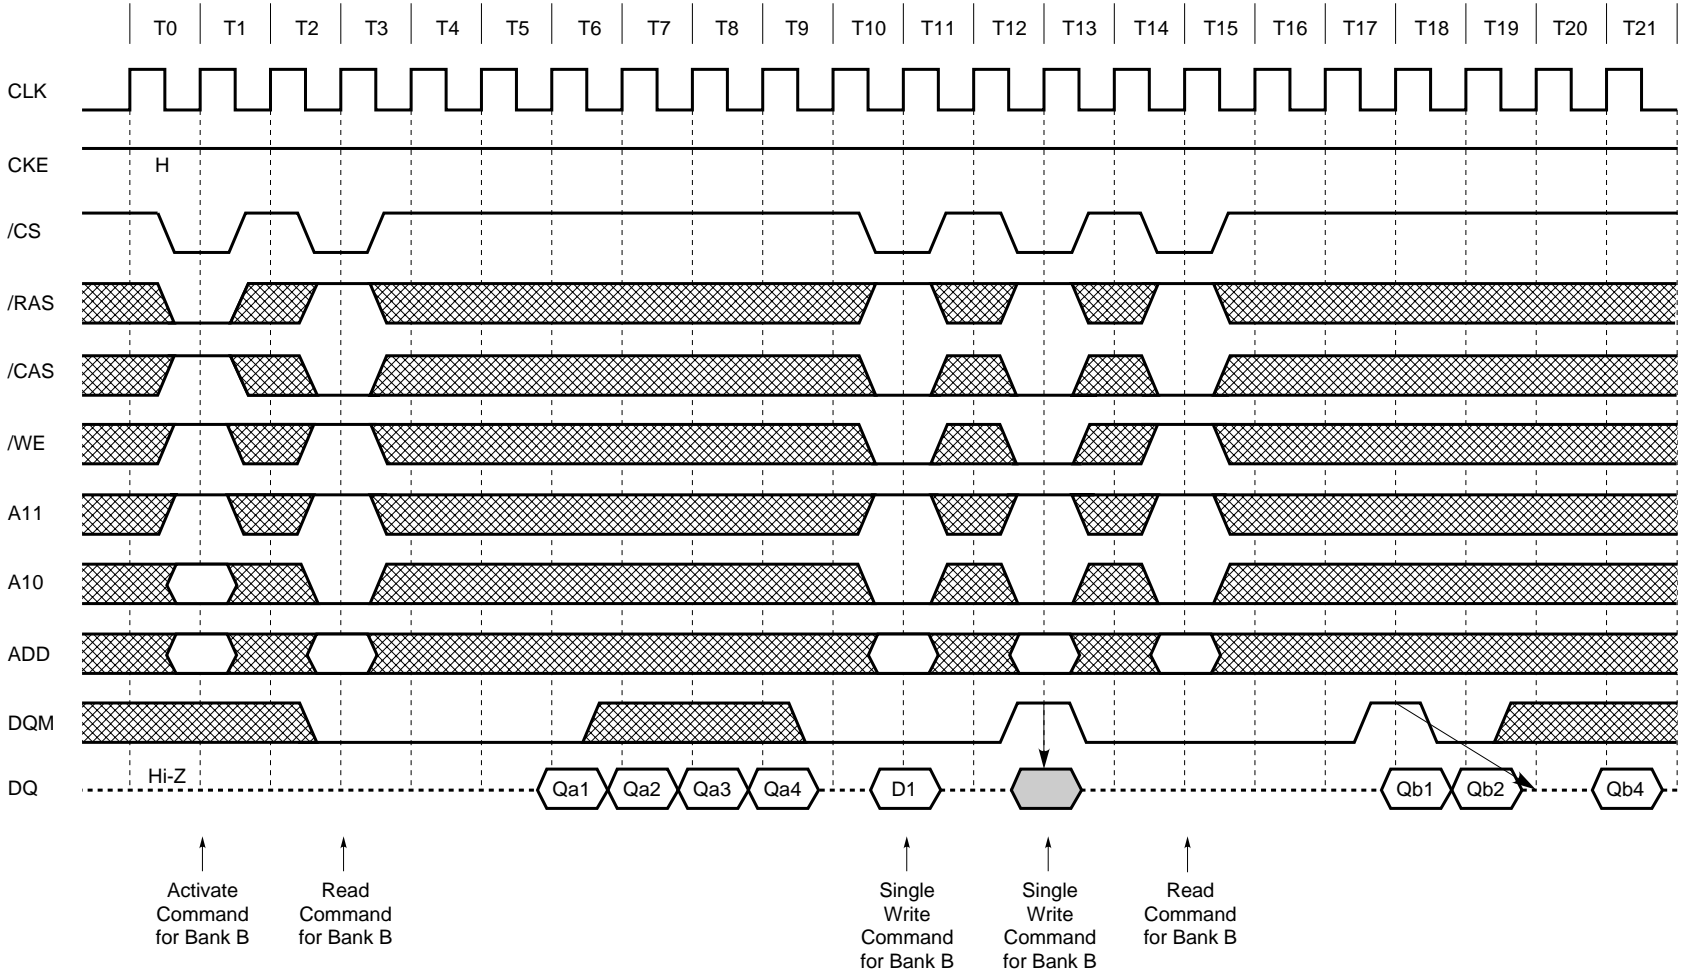 T0 T1 T2 T3 T4 T5 T6 T7 T8 T9 T10 T11 T12 T13 T14 T15 T16 T17 T18 T19 T20 T21
CLK
CKE H
/CS
/RAS
/CAS
/WE
A11
A10
ADD
DQM
DQ Hi-Z Qa1 Qa2 Qa3 Qa4 D1 Qb1 Qb2 Qb4
Activate
Command
for Bank B
Read
Command
for Bank B
Single
Write
Command
for Bank B
Single
Write
Command
for Bank B
Read
Command
for Bank B